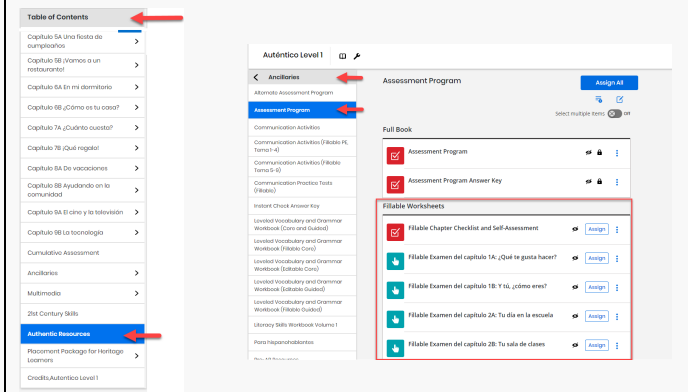 Table of Contents
Capítulo 5A Una fiesta de
cumpleaños
Capítulo 5B ¡Vamos a un
restaurante!
Capítulo 6A En mi dormitorio
Capítulo 6B ¿Cómo es tu casa?
Capítulo 7A ¿Cuánto cuesta?
Capítulo 7B ¡Qué regalo!
Capítulo 8A De vacaciones
Capítulo 8B Ayudando en la
comunidad
Capítulo 9A El cine y la televisión
Capítulo 9B La tecnología
Cumulative Assessment
Ancillaries
Multimedia
21st Century Skills
Authentic Resources
Placement Package for Heritage
Learners
Credits,Autentico Level 1
Auténtico Level 1
Ancillaries
Alternate Assessment Program
Assessment Program
Communication Activities
Communication Activities (Fillable PE,
Tema 1-4)
Communication Activities (Fillable
Tema 5-9)
Communication Practice Tests
(Fillable)
Instant Check Answer Key
Leveled Vocabulary and Grammar
Workbook (Core and Guided)
Leveled Vocabulary and Grammar
Workbook (Fillable Core)
Leveled Vocabulary and Grammar
Workbook (Editable Core)
Leveled Vocabulary and Grammar
Workbook (Editable Guided)
Leveled Vocabulary and Grammar
Workbook (Fillable Guided)
Literacy Skills Workbook Volume 1
Para hispanohablantes
Assessment Program
Assign All
Select multiple items
Off
Full Book
Assessment Program
Assessment Program Answer Key
Fillable Worksheets
Fillable Chapter Checklist and Self-Assessment
Assign
Fillable Examen del capítulo 1A: ¿Qué te gusta hacer?
Assign
Fillable Examen del capítulo 1B: Y tú, ¿cómo eres?
Assign
Fillable Examen del capítulo 2A: Tu día en la escuela
Assign
Fillable Examen del capítulo 2B: Tu sala de clases
Assign